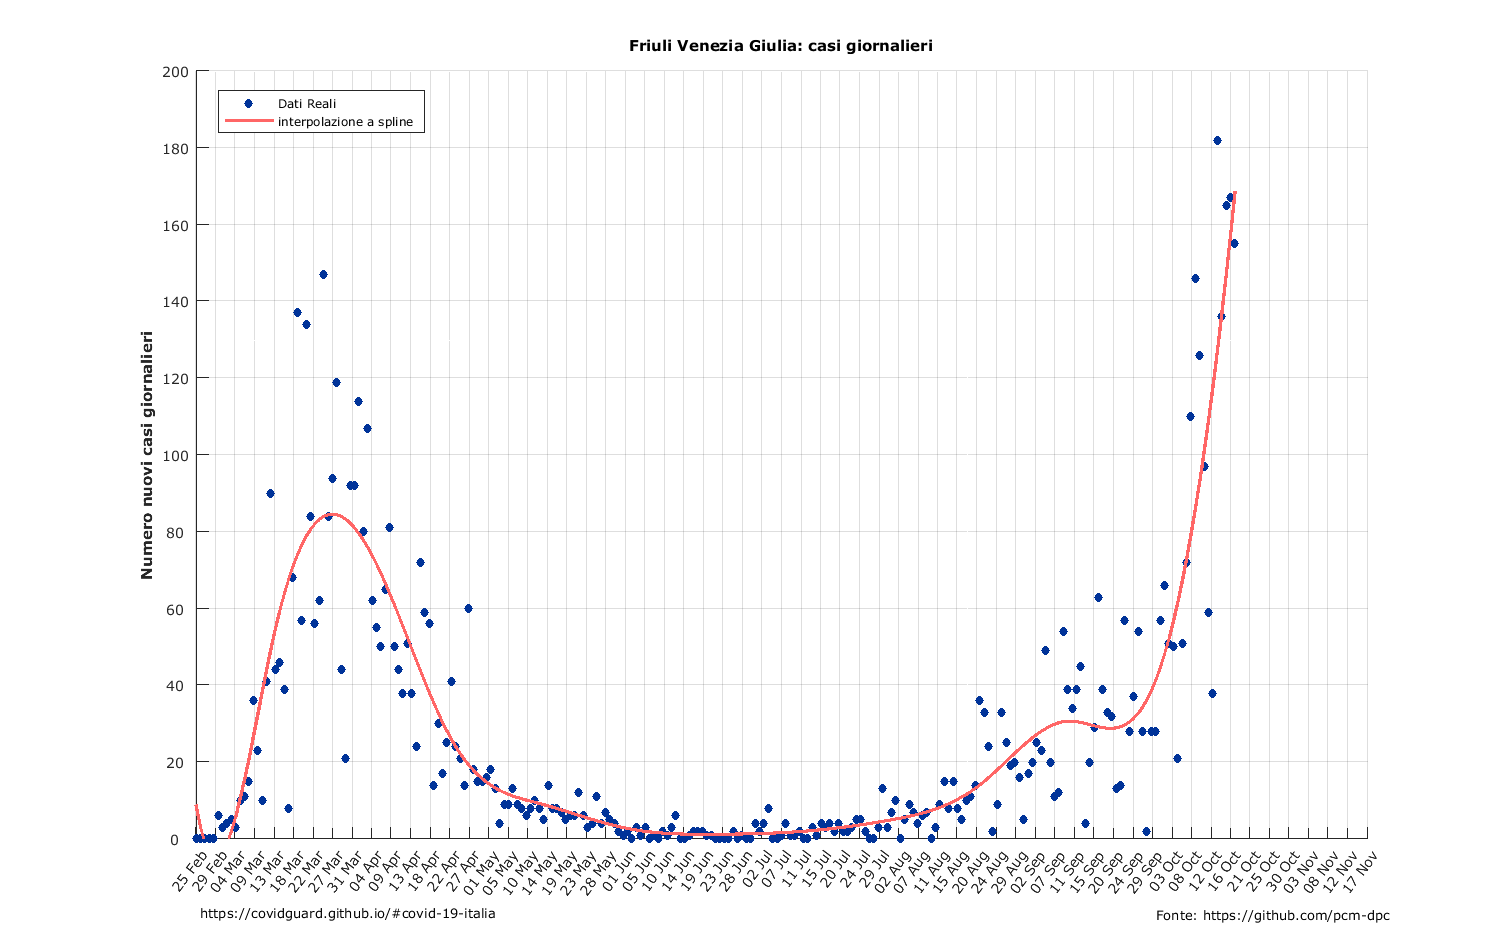 Friuli Venezia Giulia: casi giornalieri
Dati Reali
interpolazione a spline
Numero nuovi casi giornalieri
200
180
160
140
120
100
80
60
40
20
0
25 Feb
29 Feb
04 Mar
09 Mar
13 Mar
18 Mar
22 Mar
27 Mar
31 Mar
04 Apr
09 Apr
13 Apr
18 Apr
22 Apr
27 Apr
01 May
05 May
10 May
14 May
19 May
23 May
28 May
01 Jun
05 Jun
10 Jun
14 Jun
19 Jun
23 Jun
28 Jun
02 Jul
07 Jul
11 Jul
15 Jul
20 Jul
24 Jul
29 Jul
02 Aug
07 Aug
11 Aug
15 Aug
20 Aug
24 Aug
29 Aug
02 Sep
07 Sep
11 Sep
15 Sep
20 Sep
24 Sep
29 Sep
03 Oct
08 Oct
12 Oct
16 Oct
21 Oct
25 Oct
30 Oct
03 Nov
08 Nov
12 Nov
17 Nov
https://covidguard.github.io/#covid-19-italia
Fonte: https://github.com/pcm-dpc